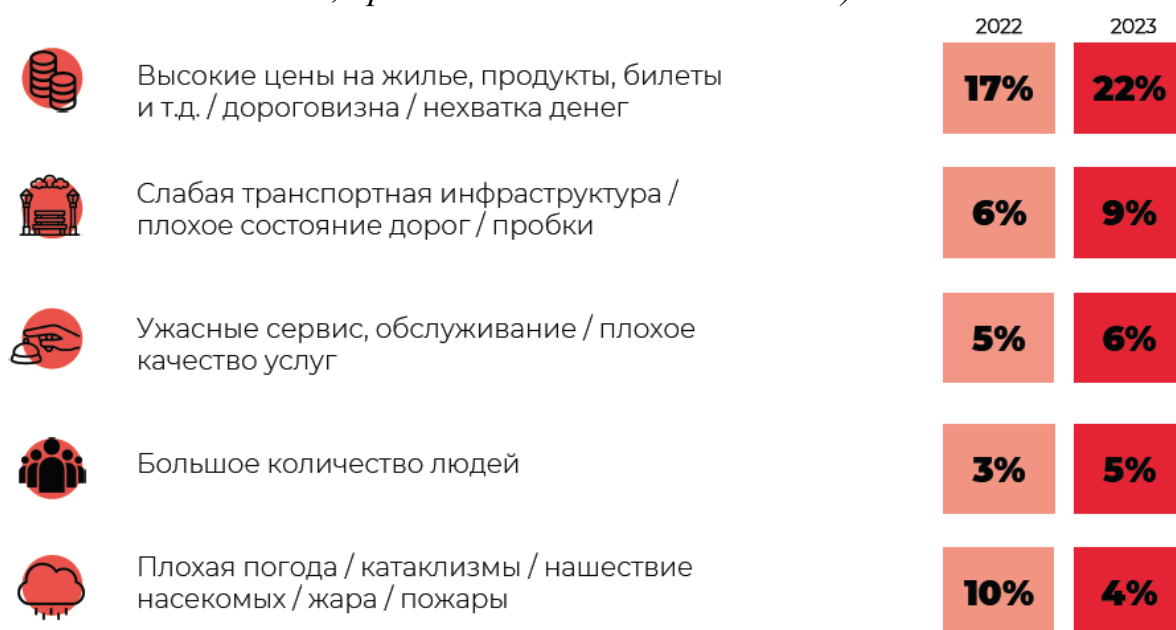 2022 2023
Высокие цены на жилье, продукты, билеты
и т.д. / дороговизна / нехватка денег
17% 22%
Слабая транспортная инфраструктура /
плохое состояние дорог / пробки
6% 9%
Ужасные сервис, обслуживание / плохое
качество услуг
5% 6%
Большое количество людей
3% 5%
Плохая погода / катаклизмы / нашествие
насекомых / жара / пожары
10% 4%